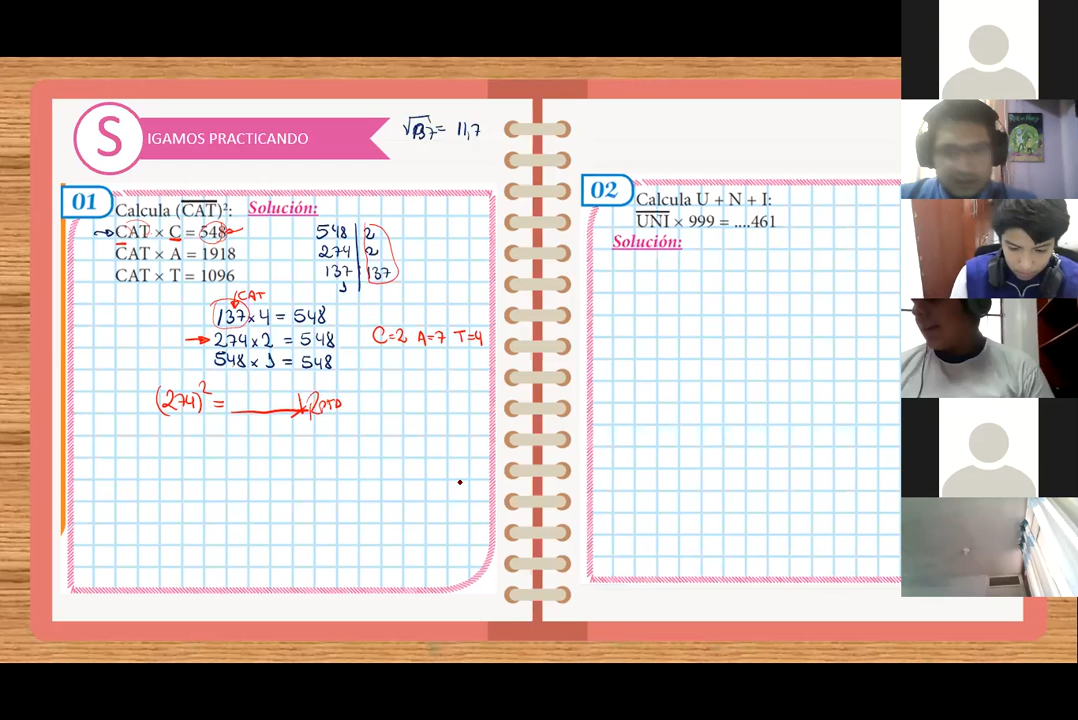 S
IGAMOS PRACTICANDO
√137 = 11,7
01
Calcula (CAT)²: Solución:
CAT × C = 548
CAT × A = 1918
CAT × T = 1096
548 | 2
274 | 2
137 | 137
1
CAT
137 × 4 = 548
274 × 2 = 548
548 × 1 = 548
C=2 A=7 T=4
(274)² = Rpta
02
Calcula U + N + I:
UNI × 999 = ....461
Solución: